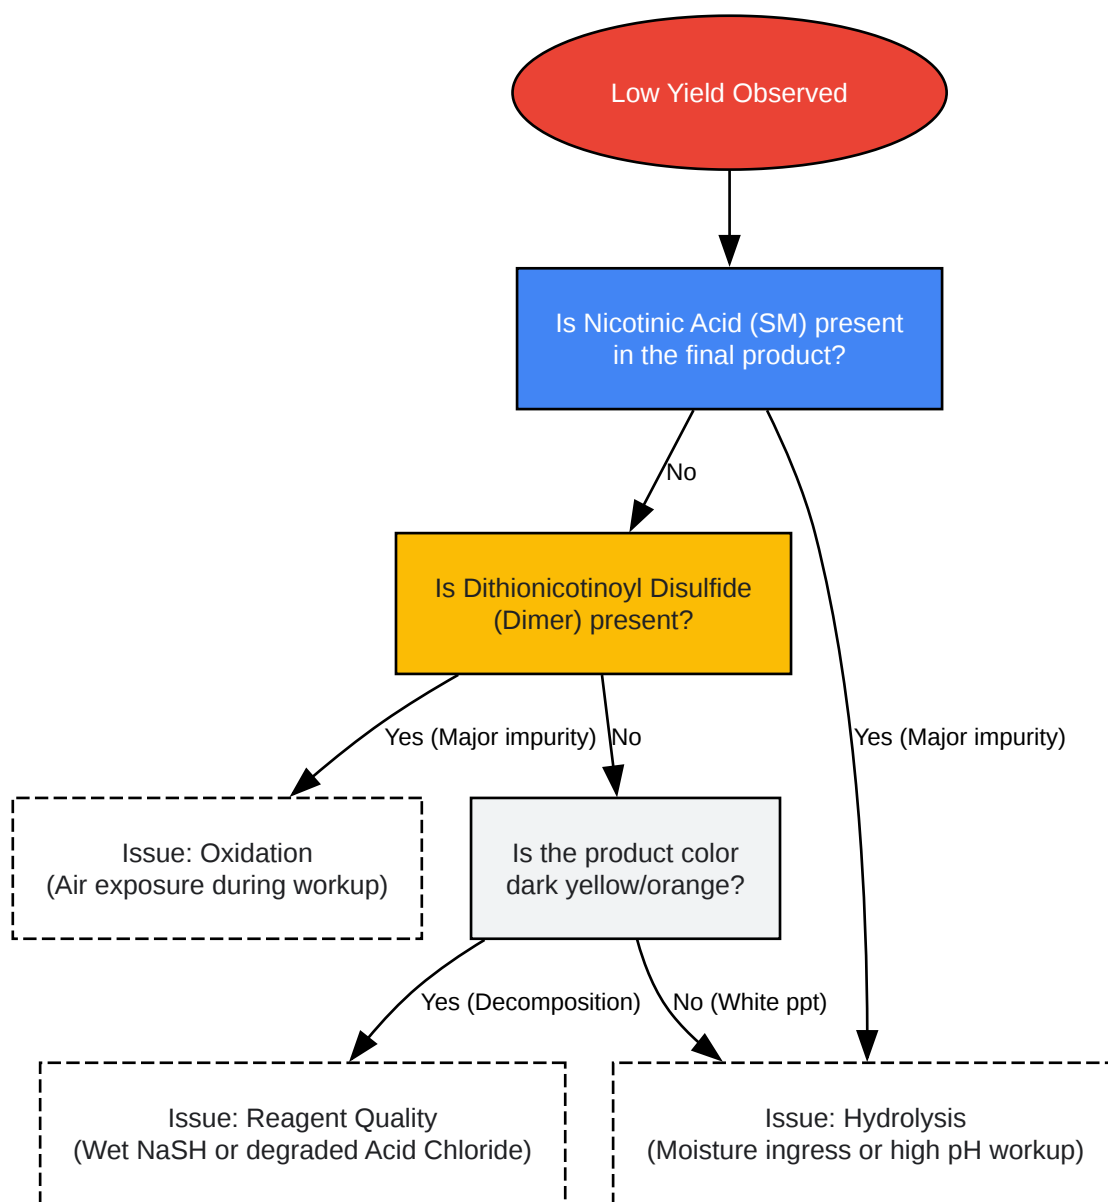 Low Yield Observed
Is Nicotinic Acid (SM) present
in the final product?
No
Is Dithionicotinoyl Disulfide
(Dimer) present?
Yes (Major impurity)
No
Yes (Major impurity)
Issue: Oxidation
(Air exposure during workup)
Is the product color
dark yellow/orange?
Yes (Decomposition)
No (White ppt)
Issue: Reagent Quality
(Wet NaSH or degraded Acid Chloride)
Issue: Hydrolysis
(Moisture ingress or high pH workup)